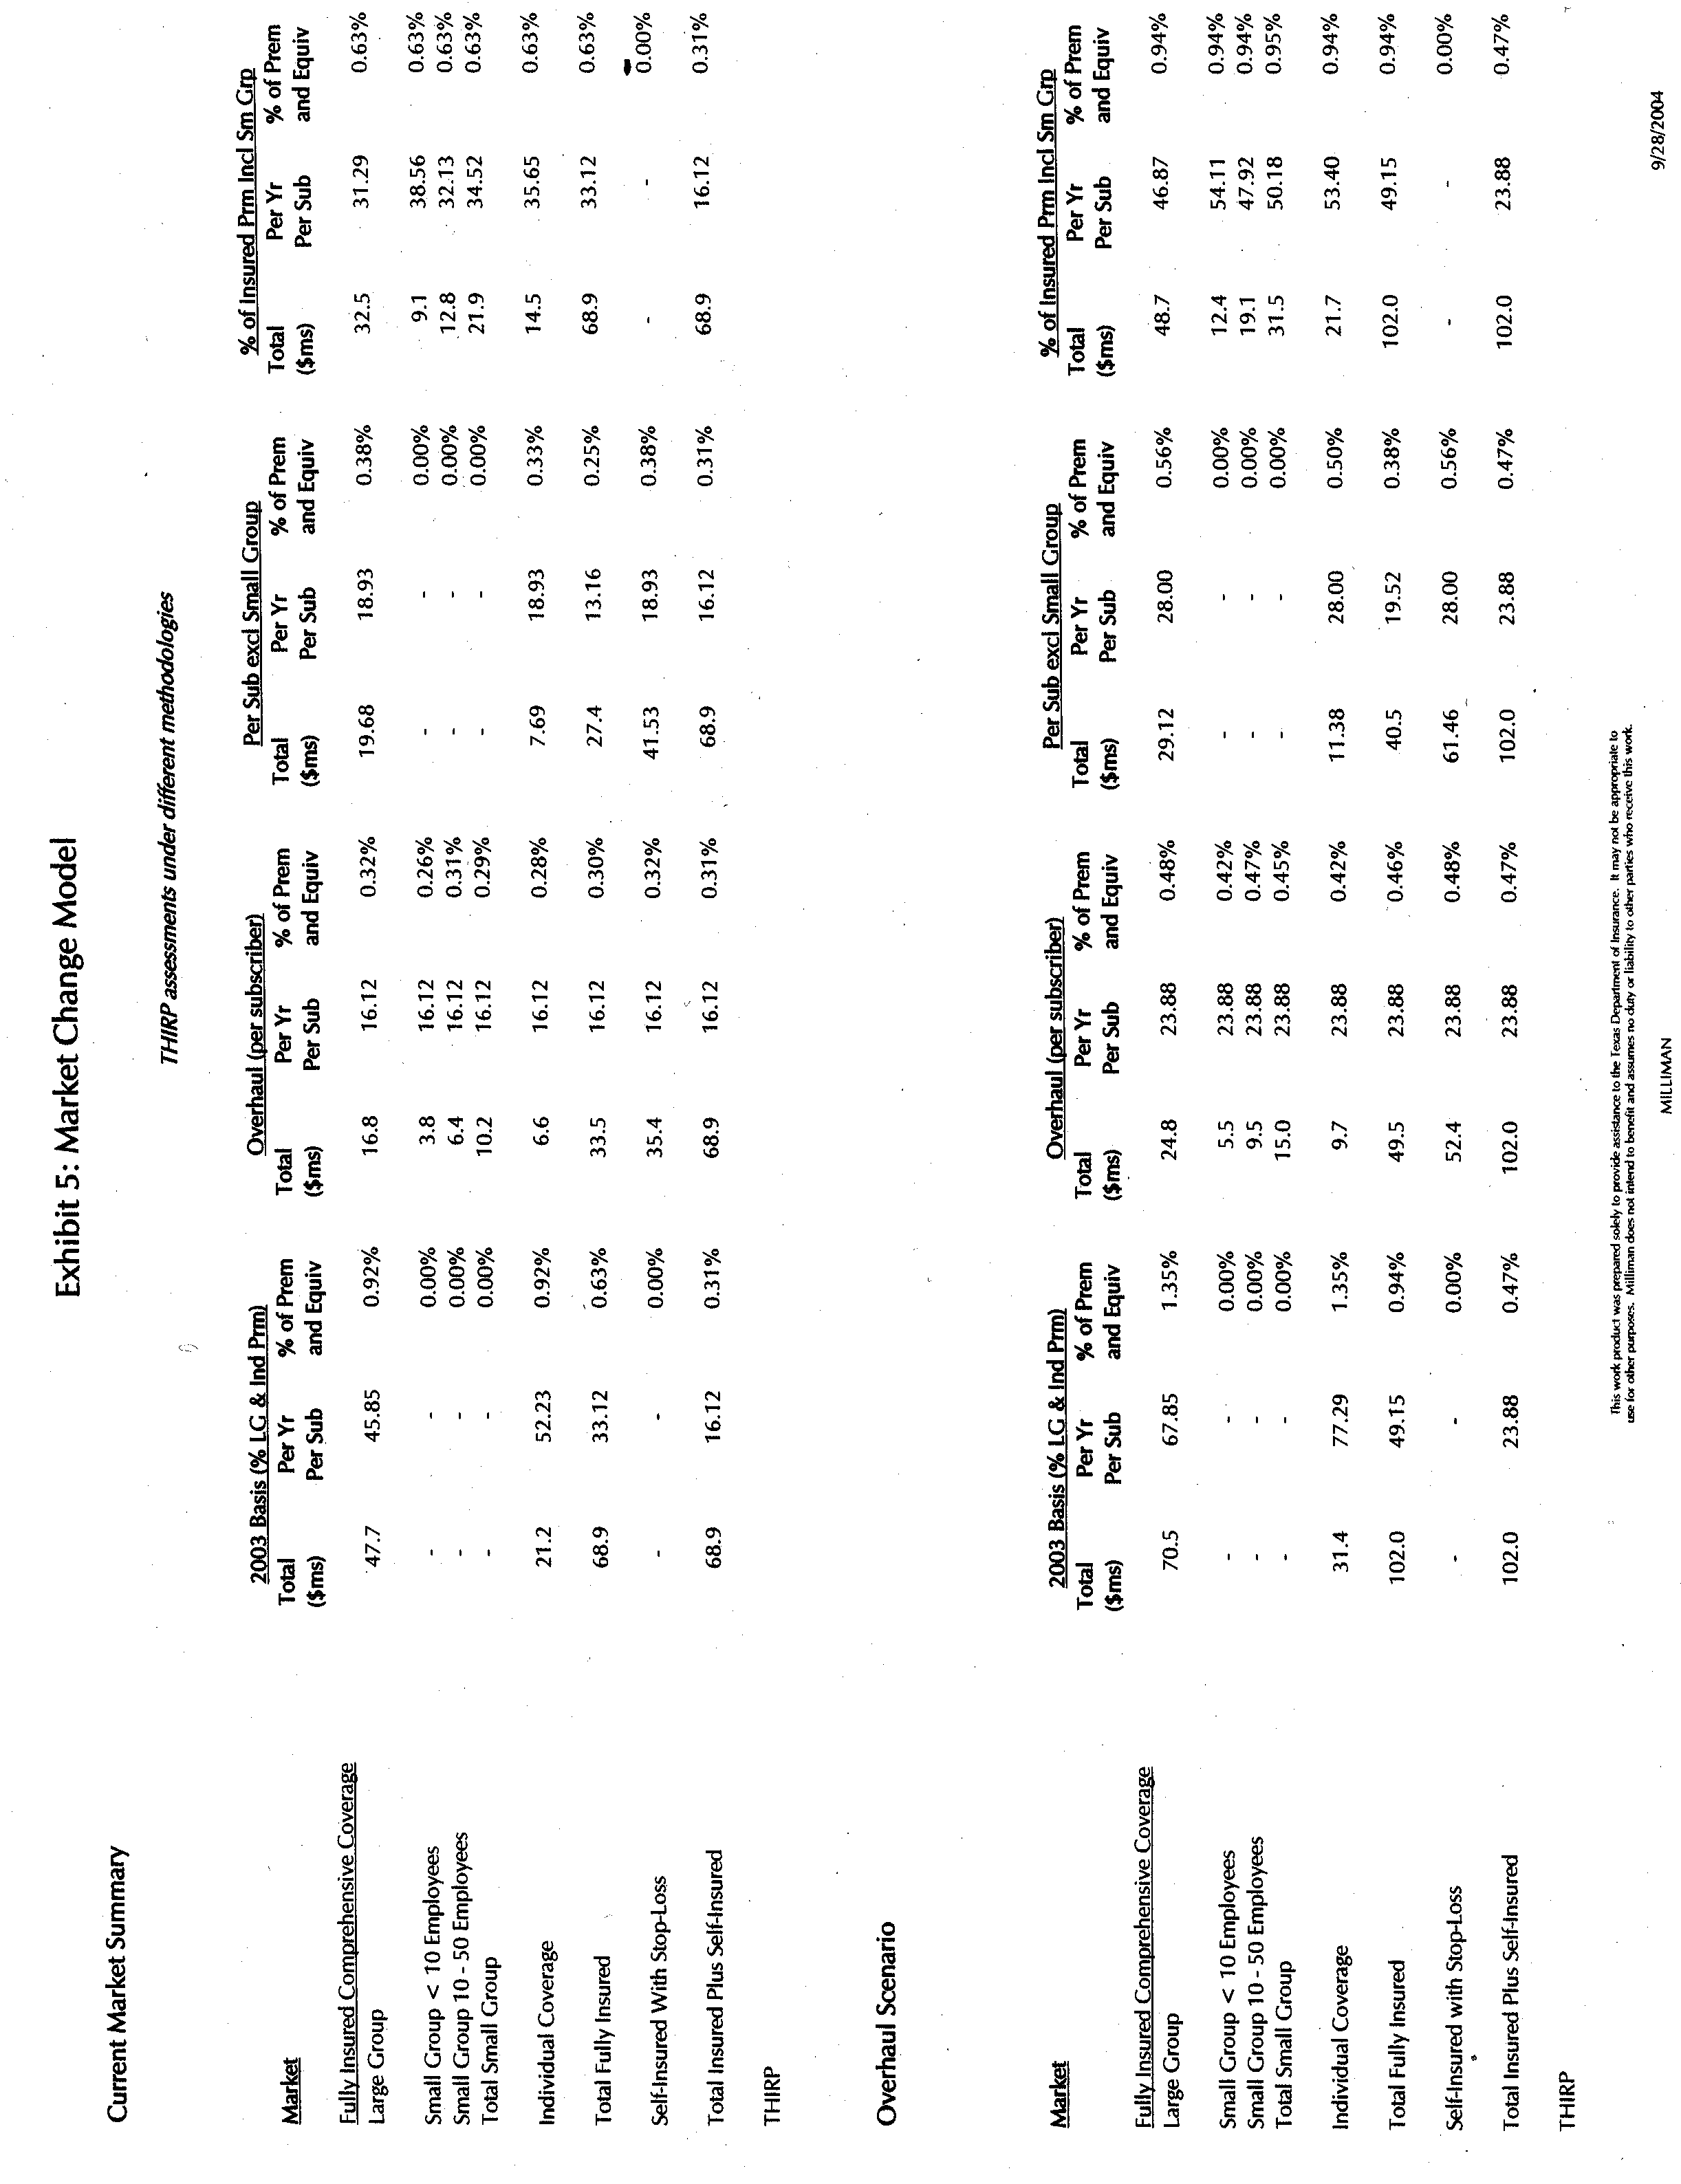 Exhibit 5: Market Change Model
Current Market Summary
THIRP assessments under different methodologies
2003 Basis (% LG & Ind Prm) Overhaul (per subscriber) Per Sub excl Small Group % of Insured Prm Incl Sm Grp
Total Per Yr % of Prem Total Per Yr % of Prem Total Per Yr % of Prem Total Per Yr % of Prem
Market ($ms) Per Sub and Equiv ($ms) Per Sub and Equiv ($ms) Per Sub and Equiv ($ms) Per Sub and Equiv
Fully Insured Comprehensive Coverage
Large Group 47.7 45.85 0.92% 16.8 16.12 0.32% 19.68 18.93 0.38% 32.5 31.29 0.63%
Small Group < 10 Employees - - 0.00% 3.8 16.12 0.26% - - 0.00% 9.1 38.56 0.63%
Small Group 10 - 50 Employees - - 0.00% 6.4 16.12 0.31% - - 0.00% 12.8 32.13 0.63%
Total Small Group - - 0.00% 10.2 16.12 0.29% - - 0.00% 21.9 34.52 0.63%
Individual Coverage 21.2 52.23 0.92% 6.6 16.12 0.28% 7.69 18.93 0.33% 14.5 35.65 0.63%
Total Fully Insured 68.9 33.12 0.63% 33.5 16.12 0.30% 27.4 13.16 0.25% 68.9 33.12 0.63%
Self-Insured With Stop-Loss - - 0.00% 35.4 16.12 0.32% 41.53 18.93 0.38% - - 0.00%
Total Insured Plus Self-Insured 68.9 16.12 0.31% 68.9 16.12 0.31% 68.9 16.12 0.31% 68.9 16.12 0.31%
THIRP
Overhaul Scenario
2003 Basis (% LG & Ind Prm) Overhaul (per subscriber) Per Sub excl Small Group % of Insured Prm Incl Sm Grp
Total Per Yr % of Prem Total Per Yr % of Prem Total Per Yr % of Prem Total Per Yr % of Prem
Market ($ms) Per Sub and Equiv ($ms) Per Sub and Equiv ($ms) Per Sub and Equiv ($ms) Per Sub and Equiv
Fully Insured Comprehensive Coverage
Large Group 70.5 67.85 1.35% 24.8 23.88 0.48% 29.12 28.00 0.56% 48.7 46.87 0.94%
Small Group < 10 Employees - - 0.00% 5.5 23.88 0.42% - - 0.00% 12.4 54.11 0.94%
Small Group 10 - 50 Employees - - 0.00% 9.5 23.88 0.47% - - 0.00% 19.1 47.92 0.94%
Total Small Group - - 0.00% 15.0 23.88 0.45% - - 0.00% 31.5 50.18 0.95%
Individual Coverage 31.4 77.29 1.35% 9.7 23.88 0.42% 11.38 28.00 0.50% 21.7 53.40 0.94%
Total Fully Insured 102.0 49.15 0.94% 49.5 23.88 0.46% 40.5 19.52 0.38% 102.0 49.15 0.94%
Self-Insured with Stop-Loss - - 0.00% 52.4 23.88 0.48% 61.46 28.00 0.56% - - 0.00%
Total Insured Plus Self-Insured 102.0 23.88 0.47% 102.0 23.88 0.47% 102.0 23.88 0.47% 102.0 23.88 0.47%
THIRP
This work product was prepared solely to provide assistance to the Texas Department of Insurance. It may not be appropriate to
use for other purposes. Milliman does not intend to benefit and assumes no duty or liability to other parties who receive this work.
MILLIMAN 9/28/2004